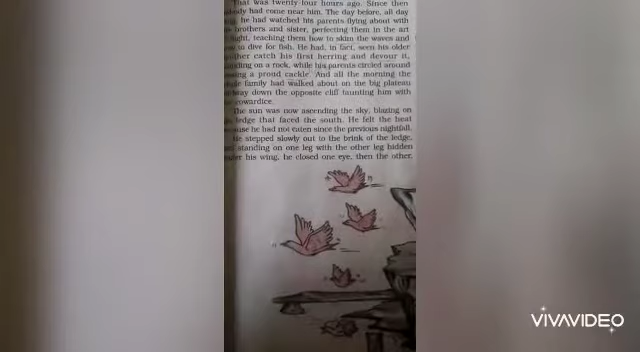 That was twenty-four hours ago. Since then
nobody had come near him. The day before, all day
long, he had watched his parents flying about with
his brothers and sister, perfecting them in the art
of flight, teaching them how to skim the waves and
how to dive for fish. He had, in fact, seen his older
brother catch his first herring and devour it,
standing on a rock, while his parents circled around
raising a proud cackle. And all the morning the
whole family had walked about on the big plateau
midway down the opposite cliff taunting him with
his cowardice.
The sun was now ascending the sky, blazing on
his ledge that faced the south. He felt the heat
because he had not eaten since the previous nightfall.
He stepped slowly out to the brink of the ledge,
and standing on one leg with the other leg hidden
under his wing, he closed one eye, then the other,
VIVAVIDEO